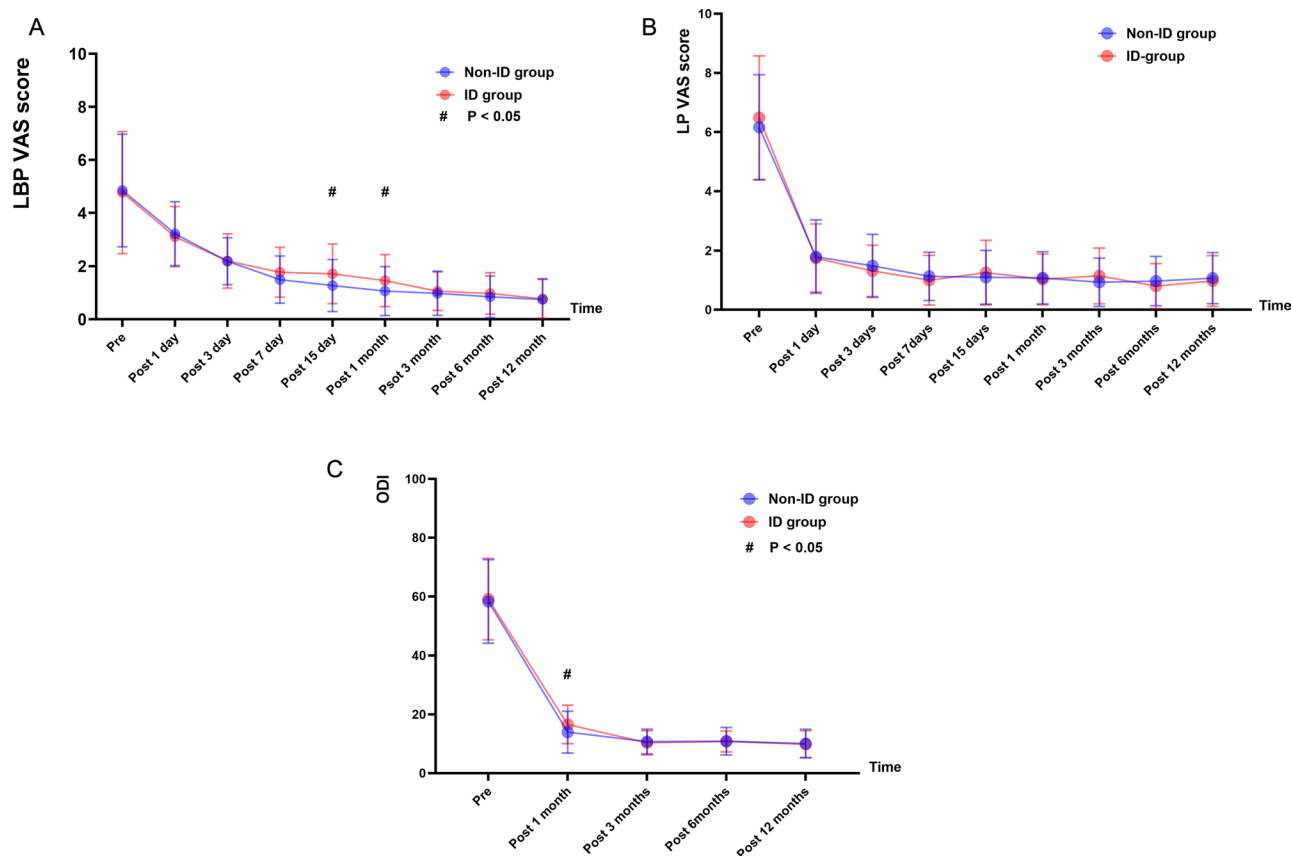 A
LBP VAS score
10
8
6
4
2
0
Non-ID group
ID group
# P < 0.05
# #
Time
Pre
Post 1 day
Post 3 day
Post 7 day
Post 15 day
Post 1 month
Psot 3 month
Post 6 month
Post 12 month
B
LP VAS score
10
8
6
4
2
0
Non-ID group
ID-group
Time
Pre
Post 1 day
Post 3 days
Post 7days
Post 15 days
Post 1 month
Post 3 months
Post 6months
Post 12 months
C
ODI
100
80
60
40
20
0
Non-ID group
ID group
# P < 0.05
#
Time
Pre
Post 1 month
Post 3 months
Post 6months
Post 12 months